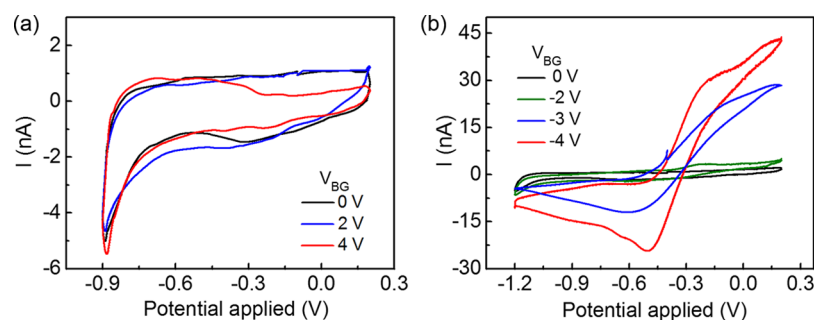 (a)
I (nA)
2
0
-2
-4
-6
V_BG
0 V
2 V
4 V
-0.9 -0.6 -0.3 0.0 0.3
Potential applied (V)
(b)
I (nA)
45
30
15
0
-15
-30
V_BG
0 V
-2 V
-3 V
-4 V
-1.2 -0.9 -0.6 -0.3 0.0 0.3
Potential applied (V)